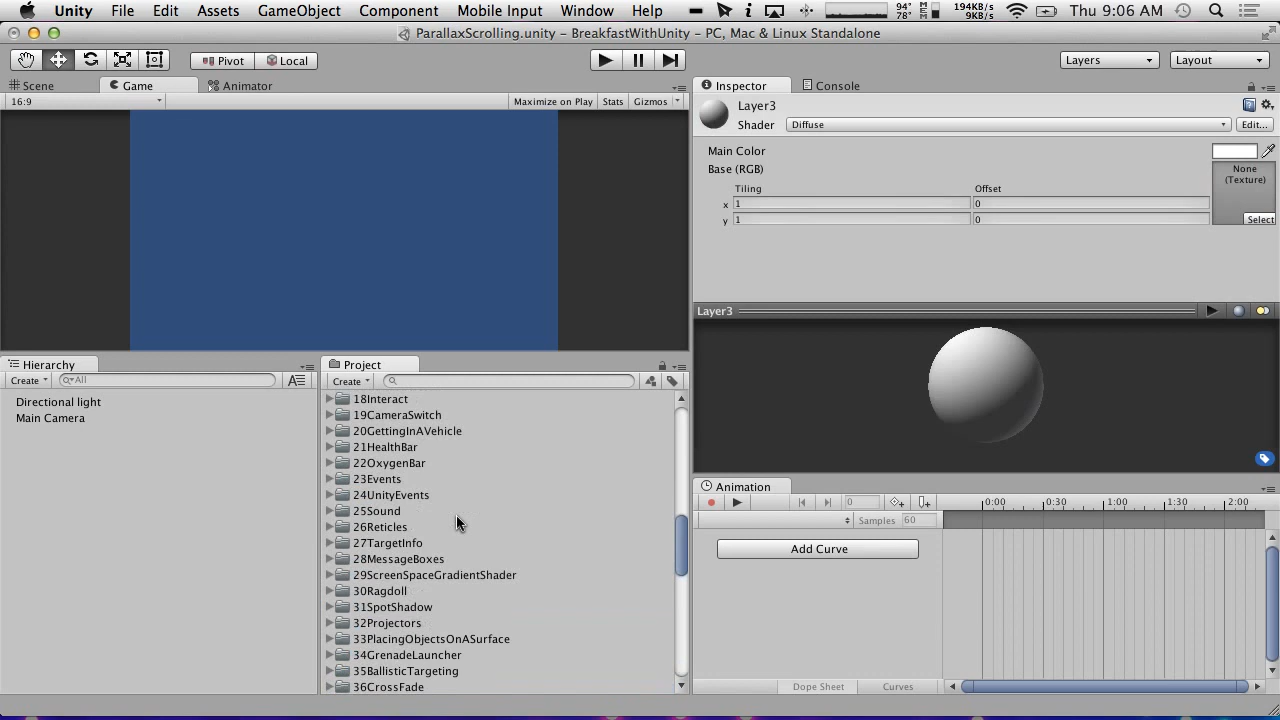 Unity File Edit Assets GameObject Component Mobile Input Window Help 94° 78° 194KB/s 9KB/s Thu 9:06 AM
ParallaxScrolling.unity - BreakfastWithUnity - PC, Mac & Linux Standalone
Pivot Local Layers Layout
Scene Game Animator
16:9 Maximize on Play Stats Gizmos
Inspector Console
Layer3
Shader Diffuse Edit...
Main Color
Base (RGB)
None
(Texture)
Tiling Offset
x 1 0
y 1 0
Select
Layer3
Hierarchy
Create All
Directional light
Main Camera
Project
Create
18Interact
19CameraSwitch
20GettingInAVehicle
21HealthBar
22OxygenBar
23Events
24UnityEvents
25Sound
26Reticles
27TargetInfo
28MessageBoxes
29ScreenSpaceGradientShader
30Ragdoll
31SpotShadow
32Projectors
33PlacingObjectsOnASurface
34GrenadeLauncher
35BallisticTargeting
36CrossFade
Animation
0 0:00 0:30 1:00 1:30 2:00
Samples 60
Add Curve
Dope Sheet Curves